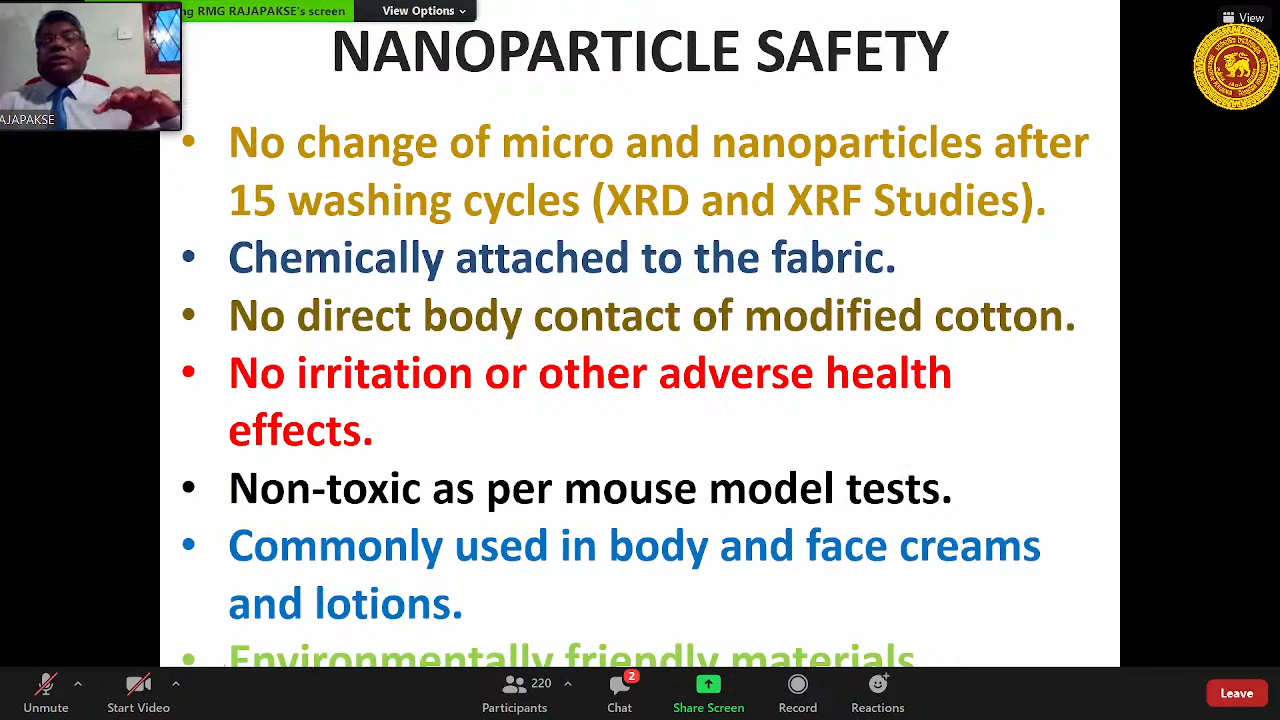 ng RMG RAJAPAKSE's screen
View Options
View
AJAPAKSE
NANOPARTICLE SAFETY
• No change of micro and nanoparticles after
15 washing cycles (XRD and XRF Studies).
• Chemically attached to the fabric.
• No direct body contact of modified cotton.
• No irritation or other adverse health
effects.
• Non-toxic as per mouse model tests.
• Commonly used in body and face creams
and lotions.
• Environmentally friendly materials
Unmute
Start Video
220
Participants
2
Chat
Share Screen
Record
Reactions
Leave